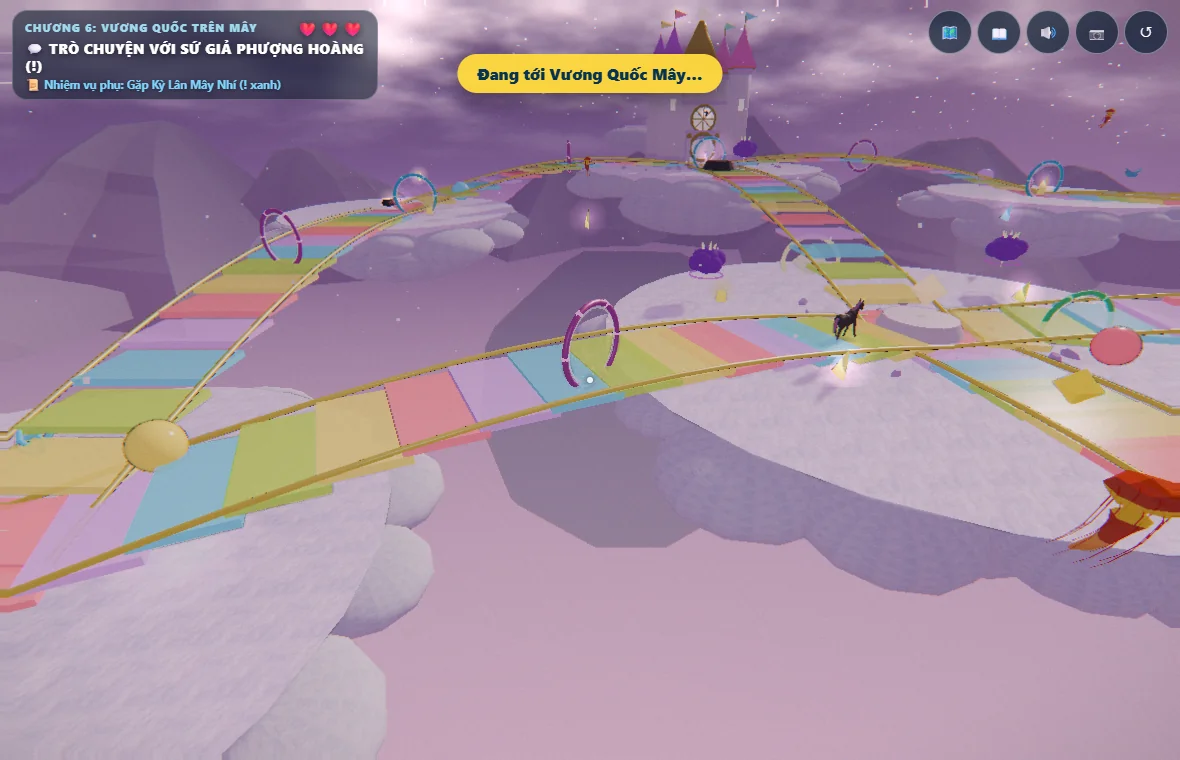 CHƯƠNG 6: VƯƠNG QUỐC TRÊN MÂY
💬 TRÒ CHUYỆN VỚI SỨ GIẢ PHƯỢNG HOÀNG
(!)
📜 Nhiệm vụ phụ: Gặp Kỳ Lân Mây Nhí (! xanh)
Đang tới Vương Quốc Mây...